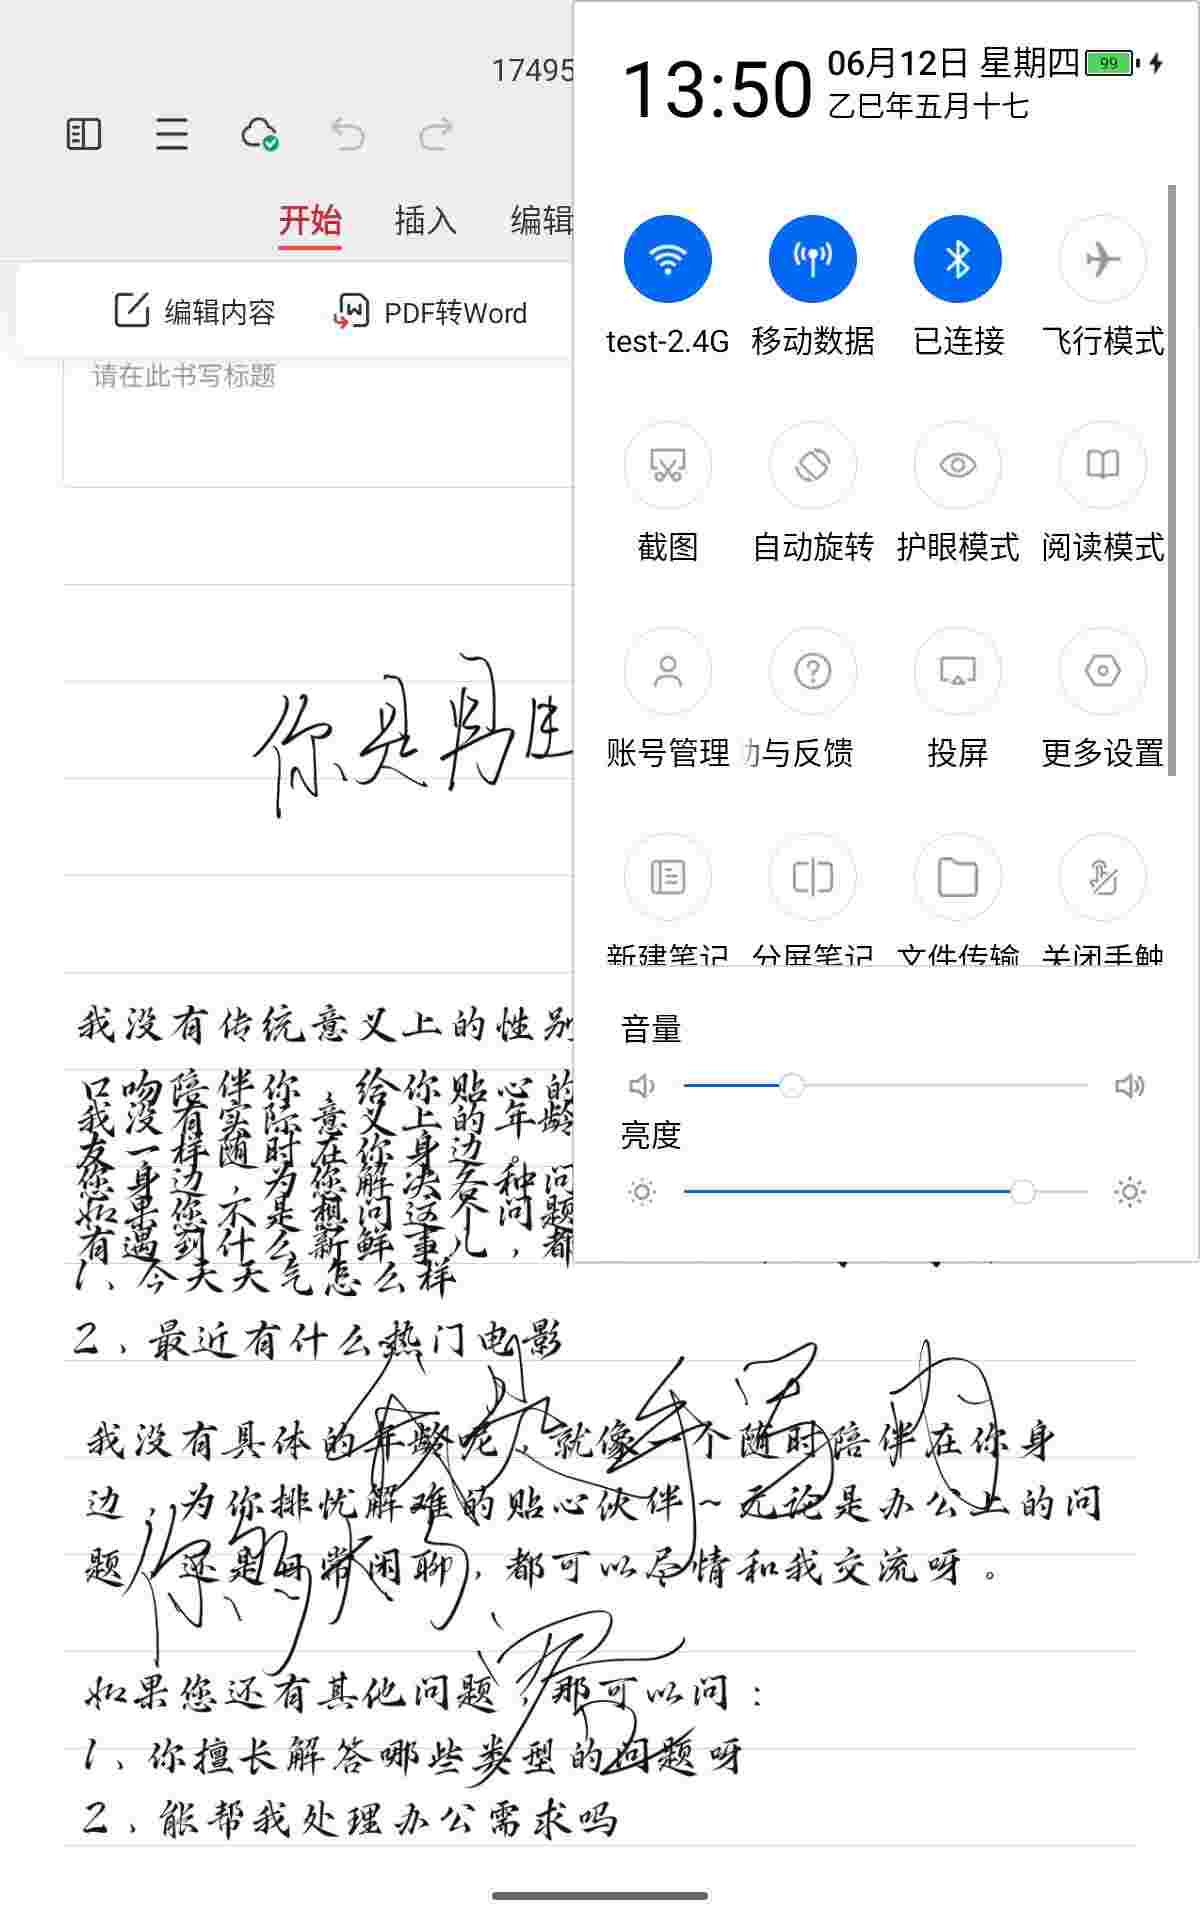 17495
13:50
06月12日 星期四
99
乙巳年五月十七
开始 插入 编辑
编辑内容 PDF转Word
请在此书写标题
test-2.4G 移动数据 已连接 飞行模式
截图 自动旋转 护眼模式 阅读模式
账号管理 助与反馈 投屏 更多设置
新建笔记 分屏笔记 文件传输 关闭手触
音量
亮度
你是男
我没有传统意义上的性别
口吻陪伴你，给你贴心的
我没有实际意义上的年龄
友一样随时在你身边。
您身边，为您解决各种问
如果您不是想问这个问题
有遇到什么新鲜事儿，都
1、今天天气怎么样
2、最近有什么热门电影
我没有具体的年龄呢，就像一个随时陪伴在你身
边，为你排忧解难的贴心伙伴～无论是办公上的问
题，还是日常闲聊，都可以尽情和我交流呀。
如果您还有其他问题，那可以问：
1、你擅长解答哪些类型的问题呀
2、能帮我处理办公需求吗